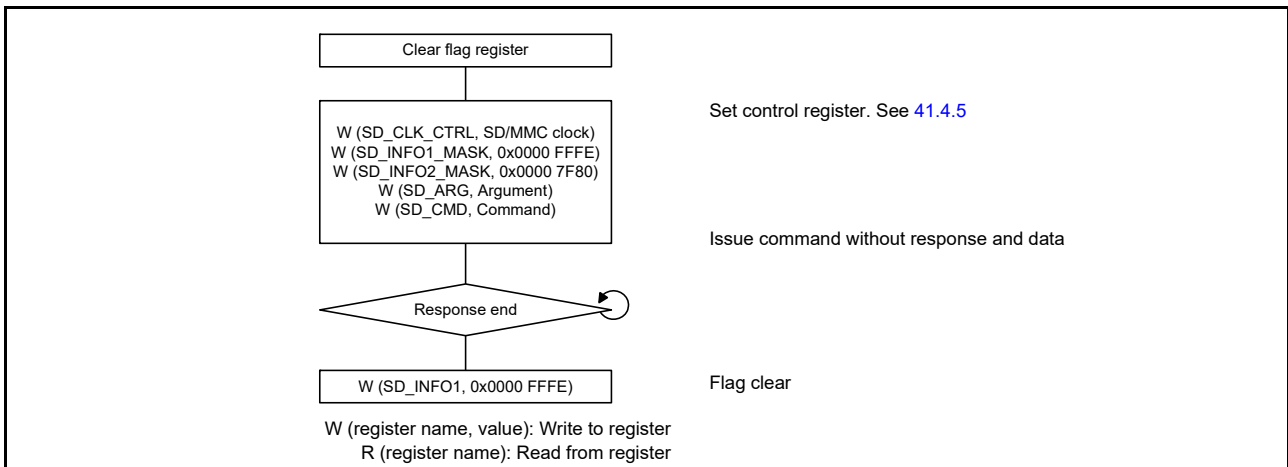 Clear flag register
Set control register. See 41.4.5
W (SD_CLK_CTRL, SD/MMC clock)
W (SD_INFO1_MASK, 0x0000 FFFE)
W (SD_INFO2_MASK, 0x0000 7F80)
W (SD_ARG, Argument)
W (SD_CMD, Command)
Issue command without response and data
Response end
W (SD_INFO1, 0x0000 FFFE)
Flag clear
W (register name, value): Write to register
R (register name): Read from register